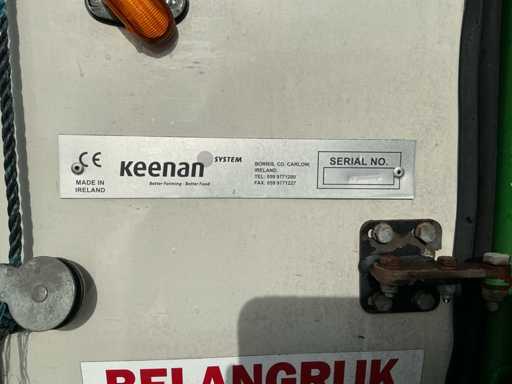 CE
MADE IN
IRELAND
Keenan SYSTEM
Better Farming - Better Food
BORRIS, CO. CARLOW,
IRELAND.
TEL: 059 9771200
FAX: 059 9771227
SERIAL NO.
BELANGRIJK